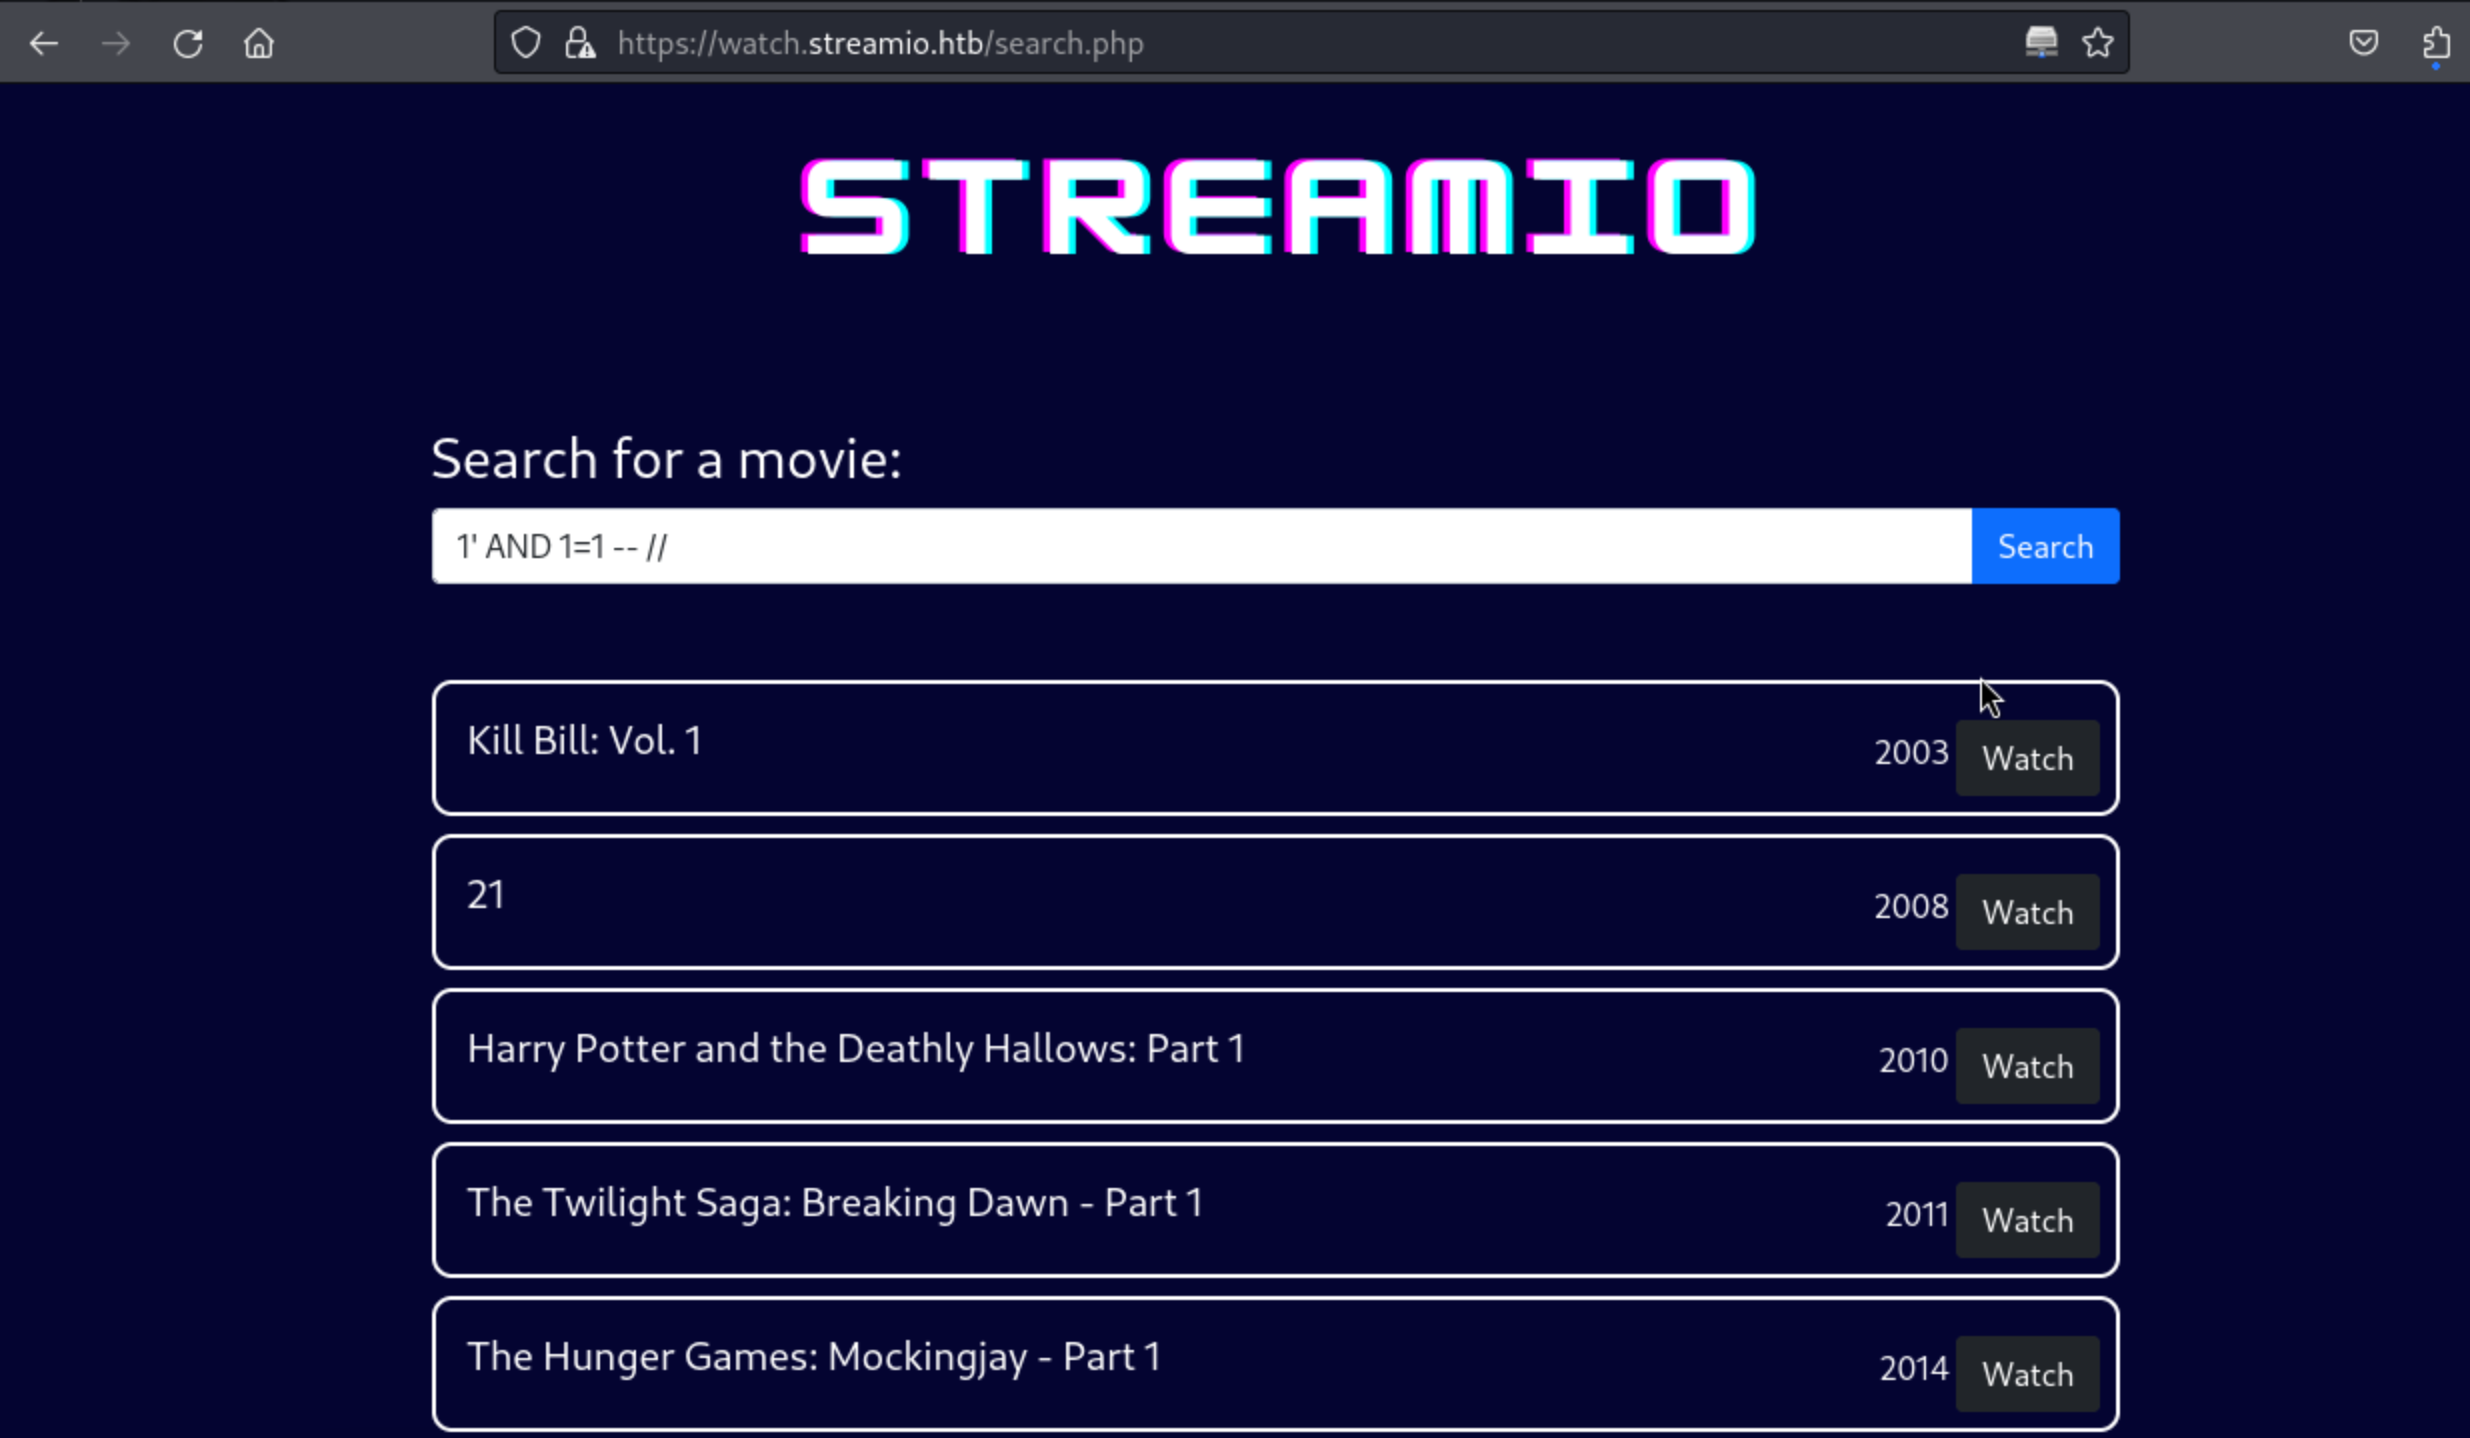 https://watch.streamio.htb/search.php
STREAMIO
Search for a movie:
1' AND 1=1 -- //
Search
Kill Bill: Vol. 1
2003
Watch
21
2008
Watch
Harry Potter and the Deathly Hallows: Part 1
2010
Watch
The Twilight Saga: Breaking Dawn - Part 1
2011
Watch
The Hunger Games: Mockingjay - Part 1
2014
Watch